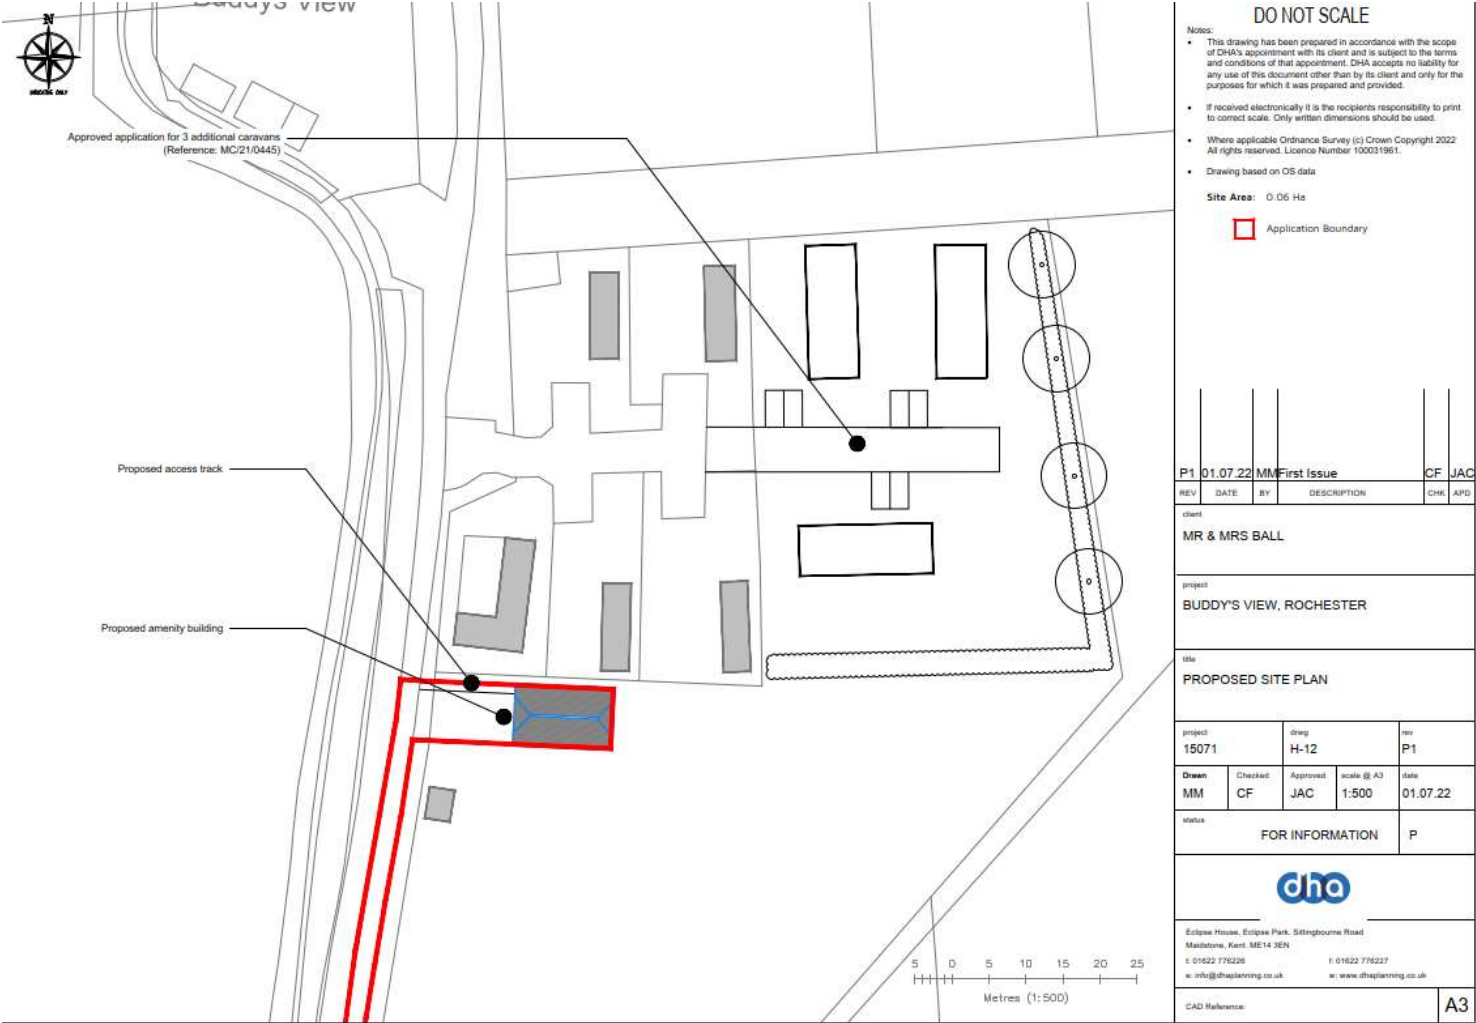 Buddys View
N
INDICATIVE ONLY
Approved application for 3 additional caravans
(Reference: MC/21/0445)
Proposed access track
Proposed amenity building
5 0 5 10 15 20 25
Metres (1:500)
DO NOT SCALE
Notes:
• This drawing has been prepared in accordance with the scope
of DHA's appointment with its client and is subject to the terms
and conditions of that appointment. DHA accepts no liability for
any use of this document other than by its client and only for the
purposes for which it was prepared and provided.
• If received electronically it is the recipients responsibility to print
to correct scale. Only written dimensions should be used.
• Where applicable Ordnance Survey (c) Crown Copyright 2022
All rights reserved. Licence Number 100031961.
• Drawing based on OS data
Site Area: 0.06 Ha
Application Boundary
P1 01.07.22 MM First Issue CF JAC
REV DATE BY DESCRIPTION CHK APD
client
MR & MRS BALL
project
BUDDY'S VIEW, ROCHESTER
title
PROPOSED SITE PLAN
project drwg rev
15071 H-12 P1
Drawn Checked Approved scale @ A3 date
MM CF JAC 1:500 01.07.22
status
FOR INFORMATION P
dha
Eclipse House, Eclipse Park, Sittingbourne Road
Maidstone, Kent. ME14 3EN
t: 01622 776226 f: 01622 776227
e: info@dhaplanning.co.uk w: www.dhaplanning.co.uk
CAD Reference: A3